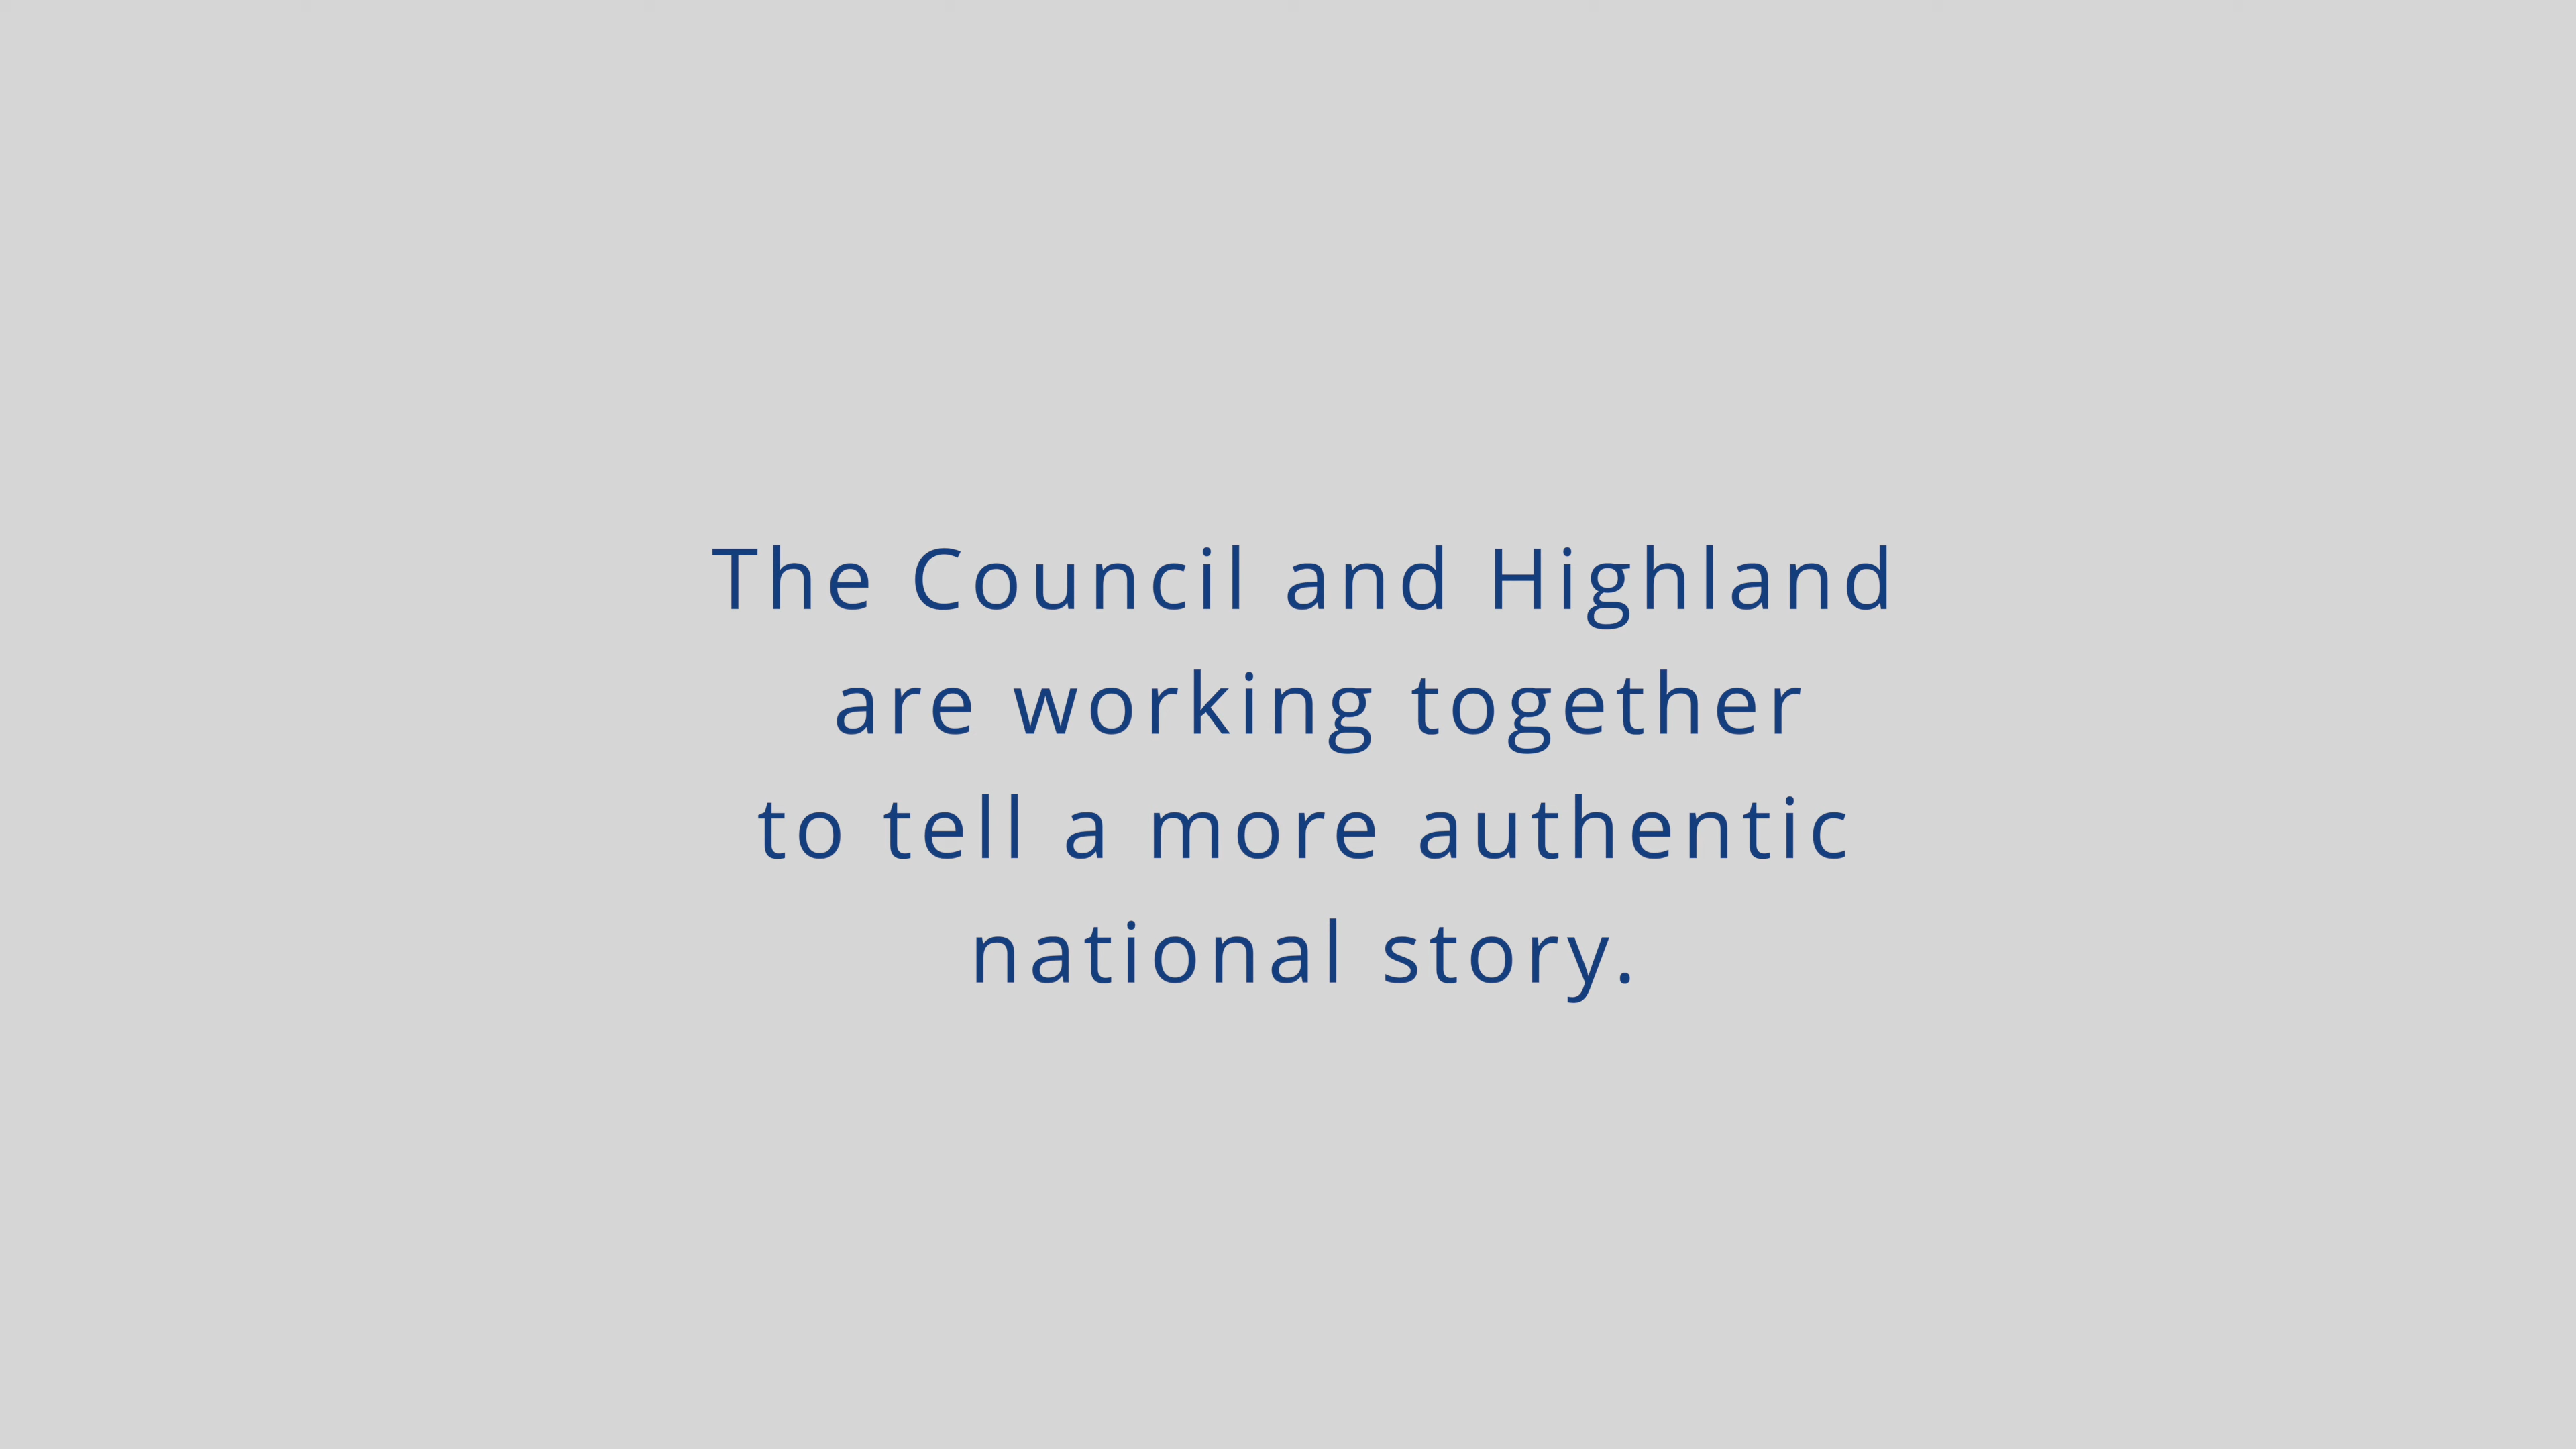 The Council and Highland
are working together
to tell a more authentic
national story.